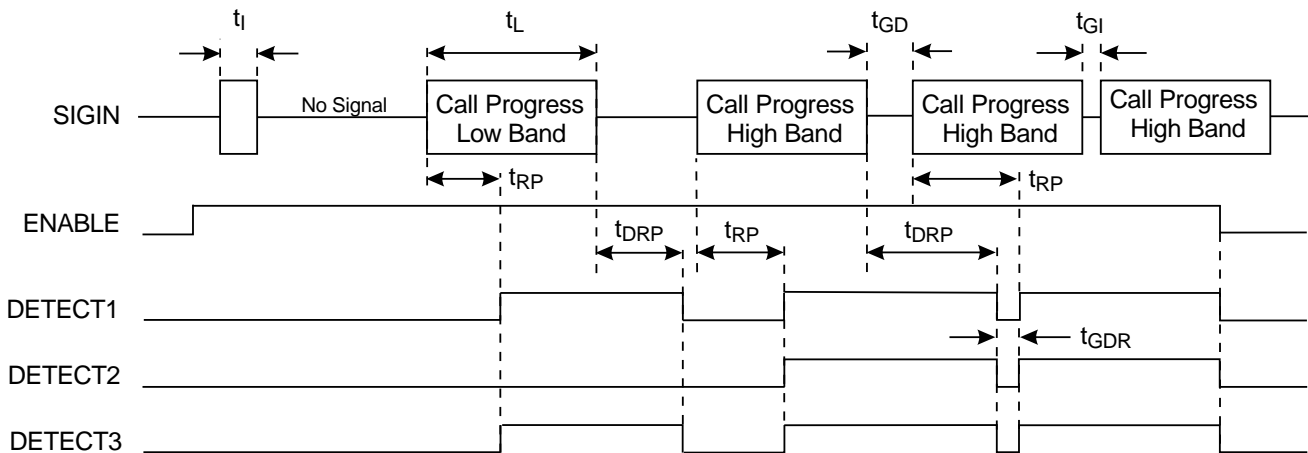 tI
tL
tGD
tGI
SIGIN
No Signal
Call Progress
Low Band
Call Progress
High Band
Call Progress
High Band
Call Progress
High Band
tRP
tRP
ENABLE
tDRP
tRP
tDRP
DETECT1
tGDR
DETECT2
DETECT3